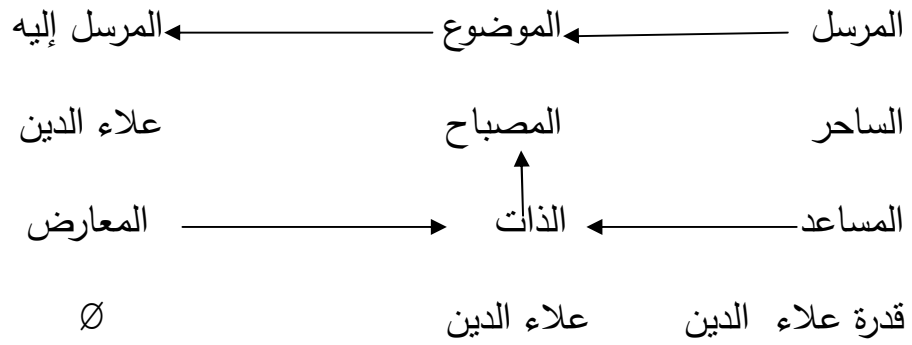 المرسل الموضوع المرسل إليه
الساحر المصباح علاء الدين
المساعد الذات المعارض
قدرة علاء الدين علاء الدين Ø